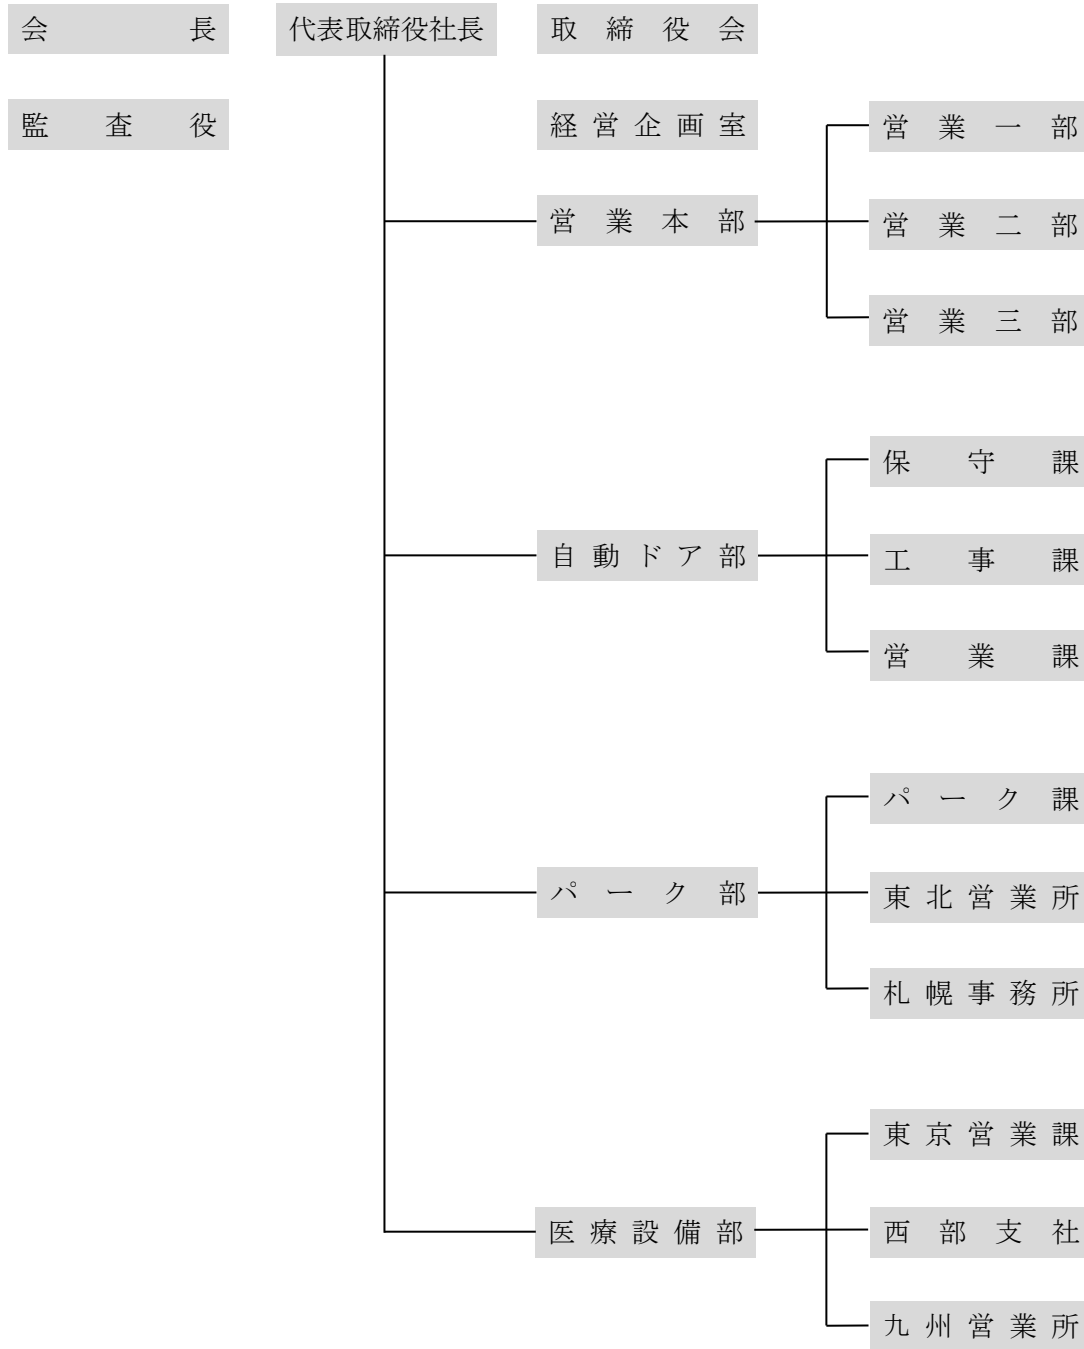 会長
代表取締役社長
取締役会
監査役
経営企画室
営業本部
営業一部
営業二部
営業三部
自動ドア部
保守課
工事課
営業課
パーク部
パーク課
東北営業所
札幌事務所
医療設備部
東京営業課
西部支社
九州営業所